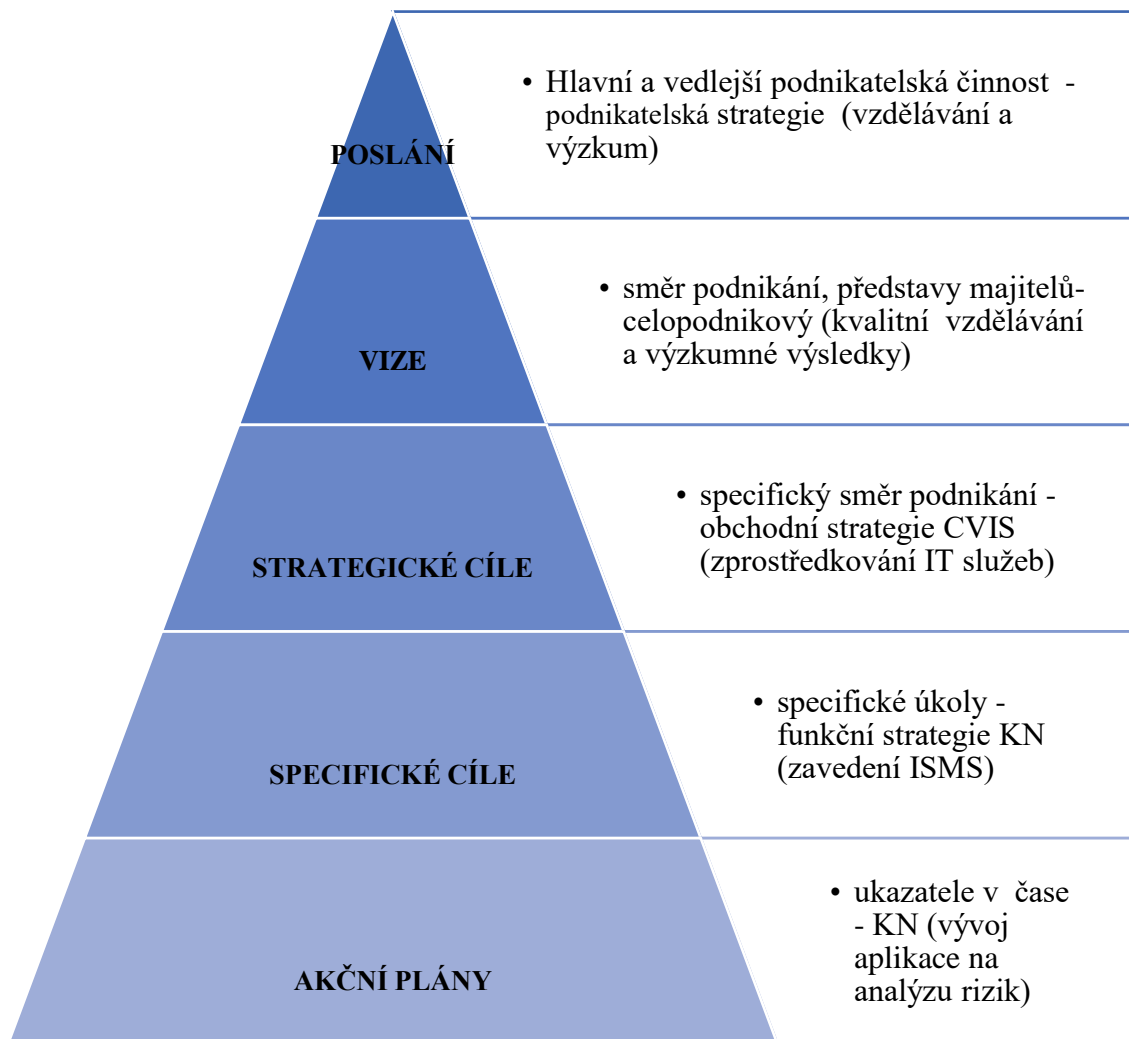 • Hlavní a vedlejší podnikatelská činnost -
podnikatelská strategie (vzdělávání a
výzkum)
POSLÁNÍ
• směr podnikání, představy majitelů-
celopodnikový (kvalitní vzdělávání
a výzkumné výsledky)
VIZE
• specifický směr podnikání -
obchodní strategie CVIS
(zprostředkování IT služeb)
STRATEGICKÉ CÍLE
• specifické úkoly -
funkční strategie KN
(zavedení ISMS)
SPECIFICKÉ CÍLE
• ukazatele v čase
- KN (vývoj
aplikace na
analýzu rizik)
AKČNÍ PLÁNY